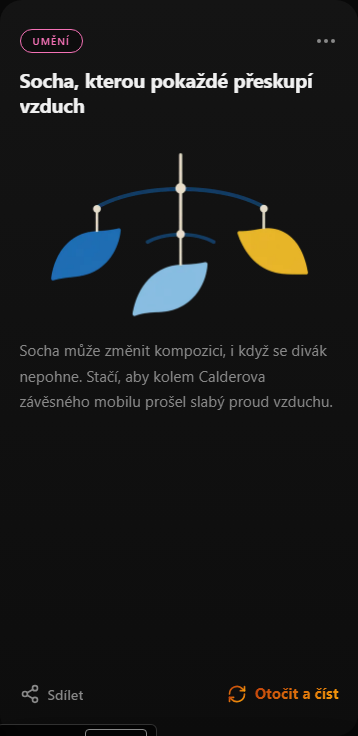 UMĚNÍ
Socha, kterou pokaždé přeskupí
vzduch
Socha může změnit kompozici, i když se divák
nepohne. Stačí, aby kolem Calderova
závěsného mobilu prošel slabý proud vzduchu.
Sdílet
Otočit a číst